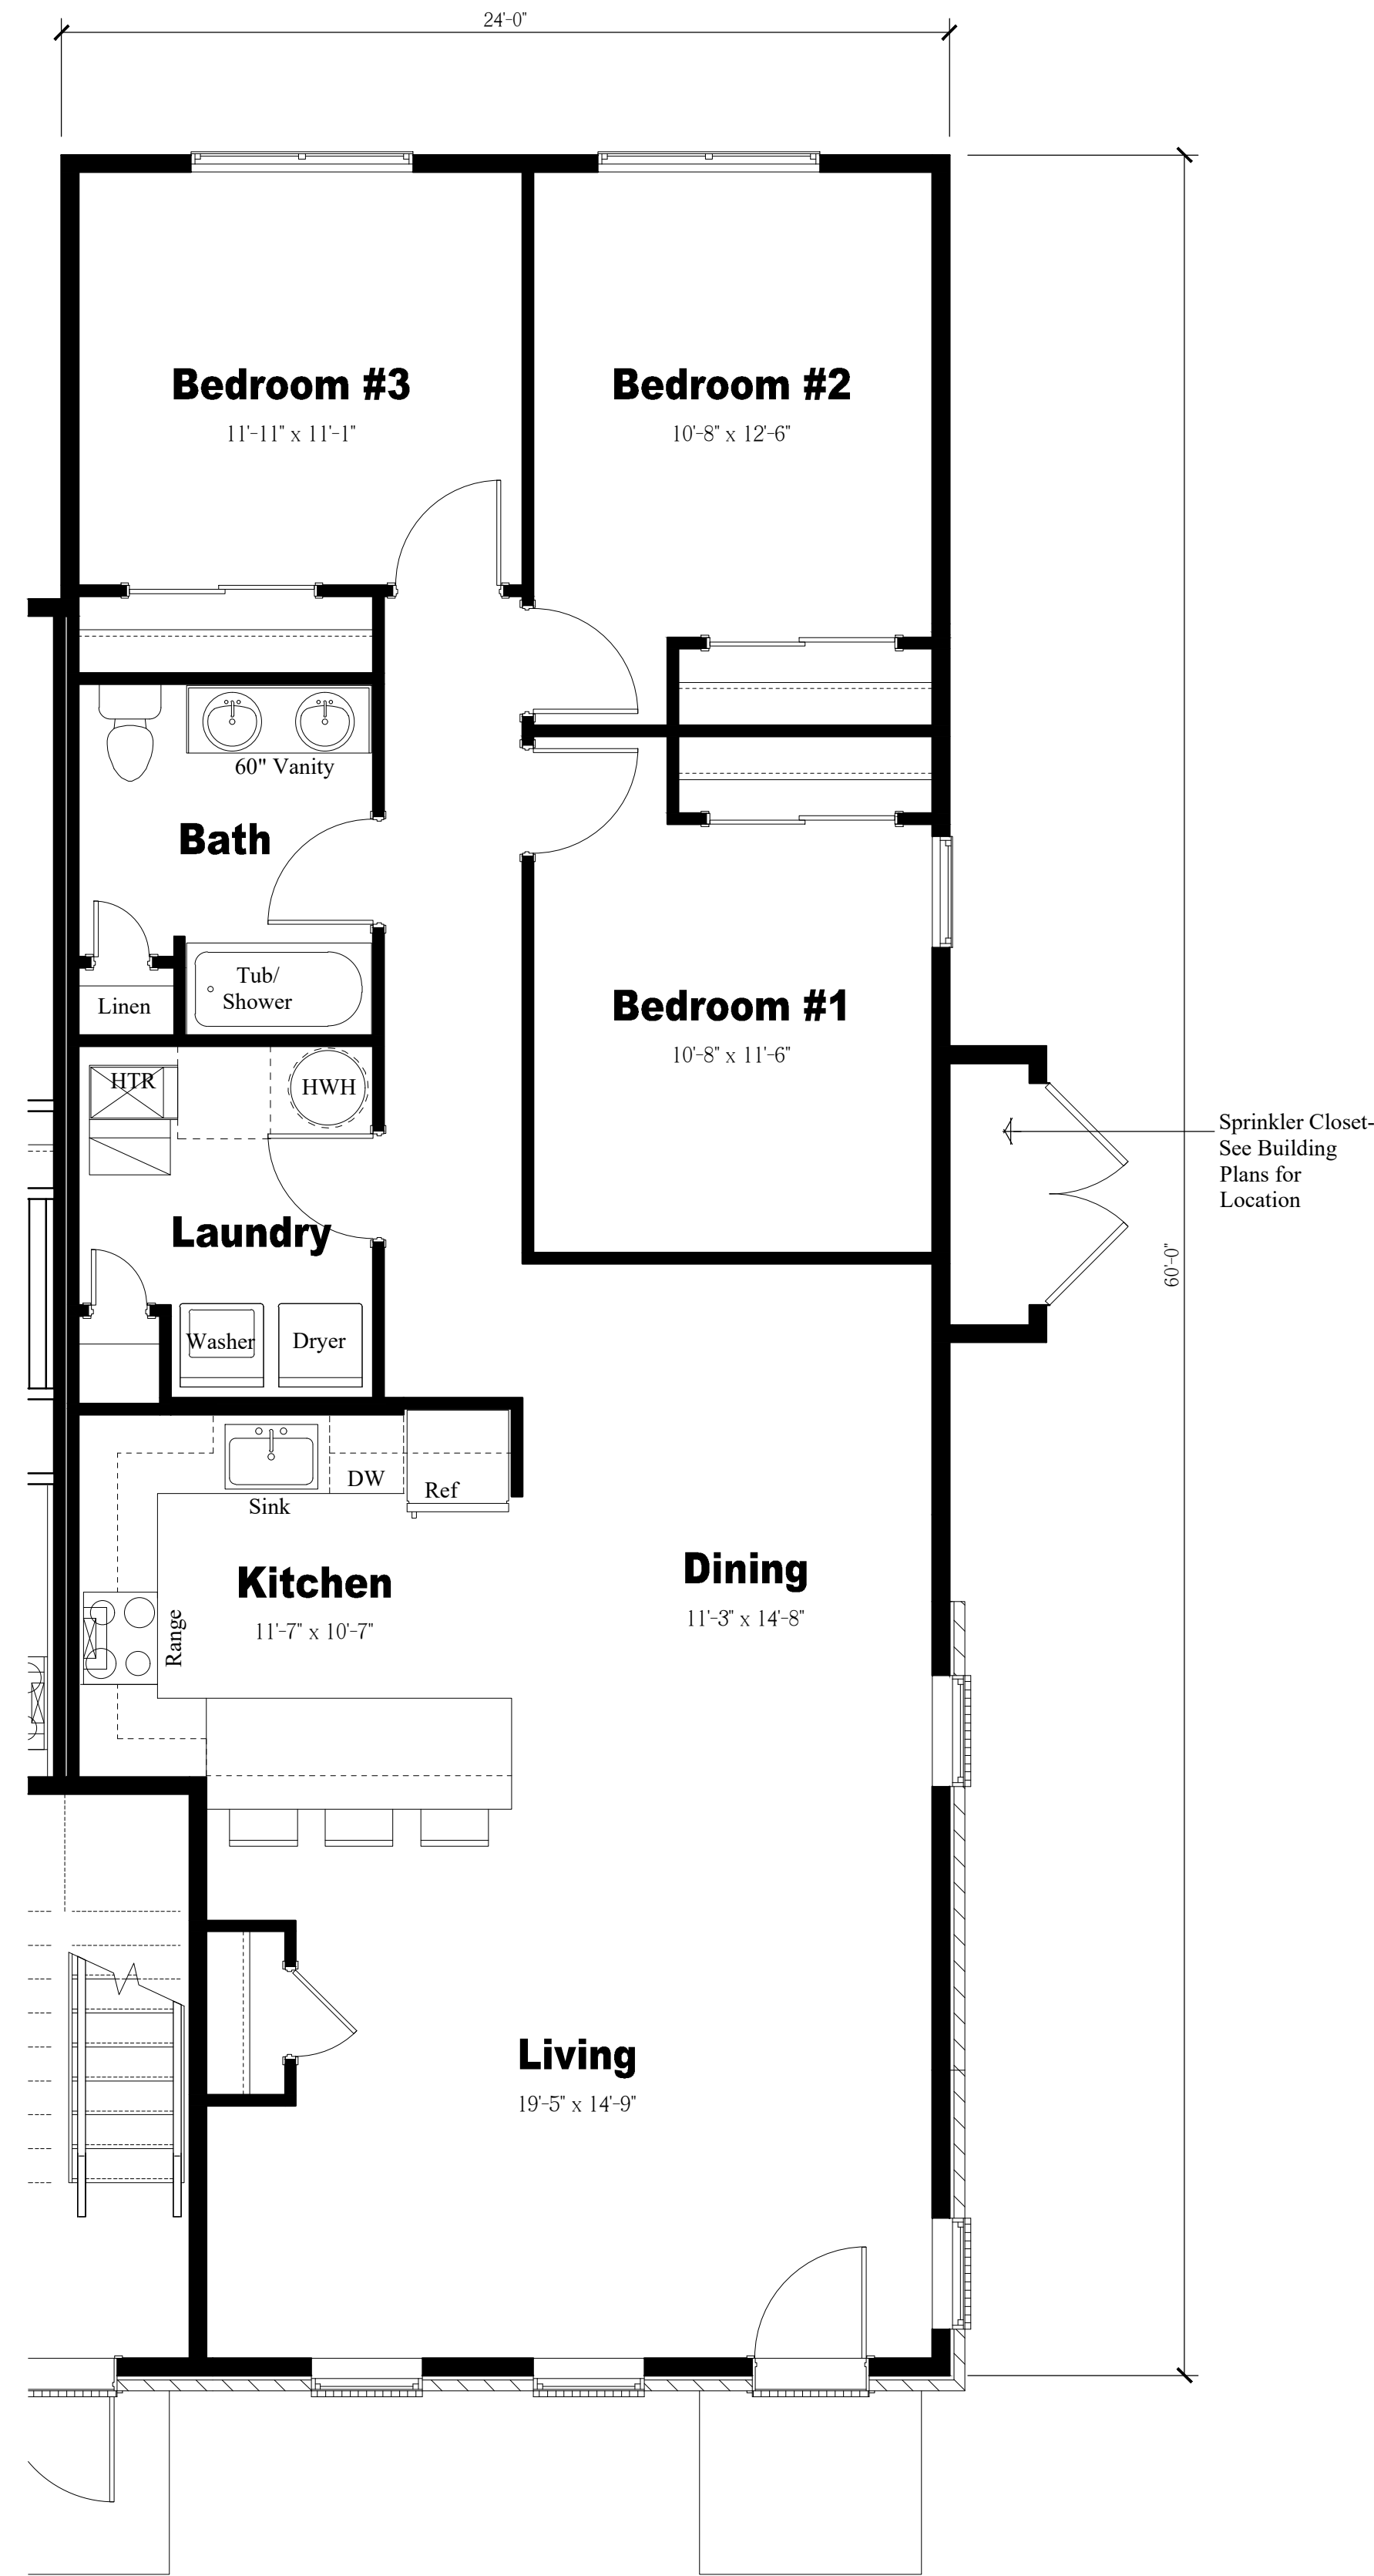 24'-0"
Bedroom #3
11'-11" x 11'-1"
Bedroom #2
10'-8" x 12'-6"
60" Vanity
Bath
Tub/
Shower
Linen
Bedroom #1
10'-8" x 11'-6"
HTR
HWH
Sprinkler Closet-
See Building
Plans for
Location
60'-0"
Laundry
Washer
Dryer
DW
Ref
Sink
Kitchen
11'-7" x 10'-7"
Range
Dining
11'-3" x 14'-8"
Living
19'-5" x 14'-9"